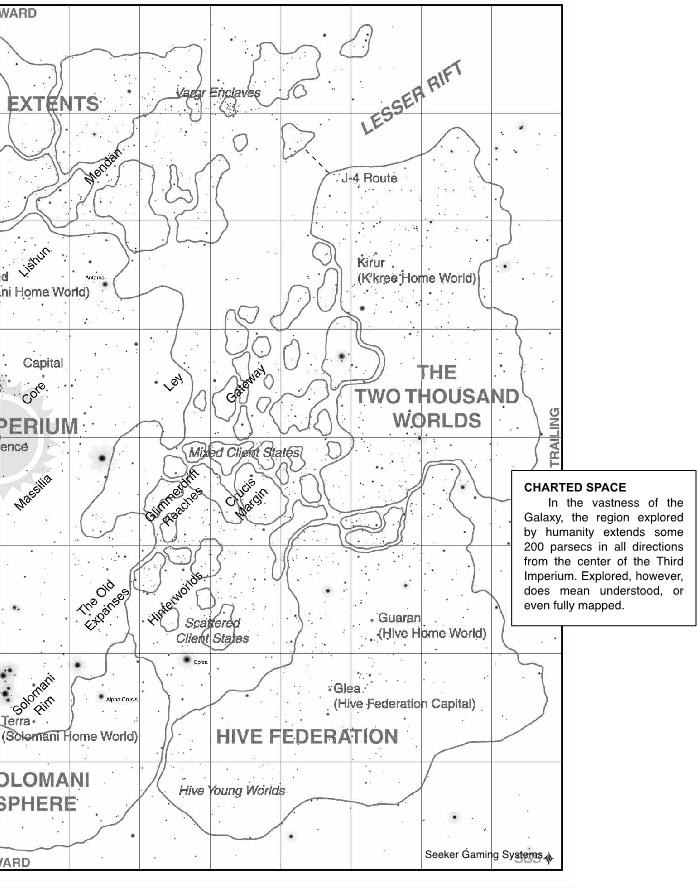 WARD
EXTENTS
Vargr Enclaves
LESSER RIFT
Mendan
J-4 Route
Lishun
Antares
Kirur
(K'kree Home World)
ni Home World)
Capital
Core
Ley
Gateway
THE
TWO THOUSAND
WORLDS
PERIUM
ence
Mixed Client States
TRAILING
Massilia
Glimmerdrift
Reaches
Crucis
Margin
CHARTED SPACE
In the vastness of the
Galaxy, the region explored
by humanity extends some
200 parsecs in all directions
from the center of the Third
Imperium. Explored, however,
does mean understood, or
even fully mapped.
The Old
Expanses
Hinterworlds
Scattered
Client States
Guaran
(Hive Home World)
Spica
Solomani
Rim
Alpha Crucis
Glea
(Hive Federation Capital)
Terra
(Solomani Home World)
HIVE FEDERATION
OLOMANI
SPHERE
Hive Young Worlds
WARD
Seeker Gaming Systems